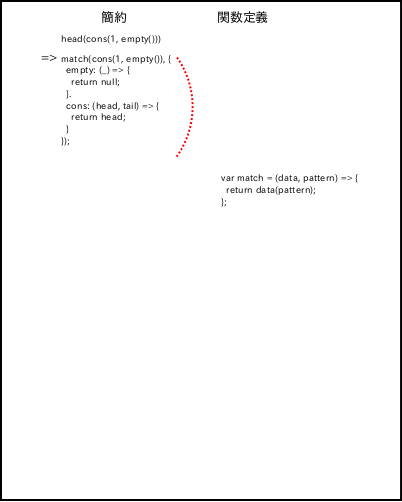 簡約
関数定義
head(cons(1, empty()))
=> match(cons(1, empty()), {
empty: (_) => {
return null;
}.
cons: (head, tail) => {
return head;
}
});
var match = (data, pattern) => {
return data(pattern);
};